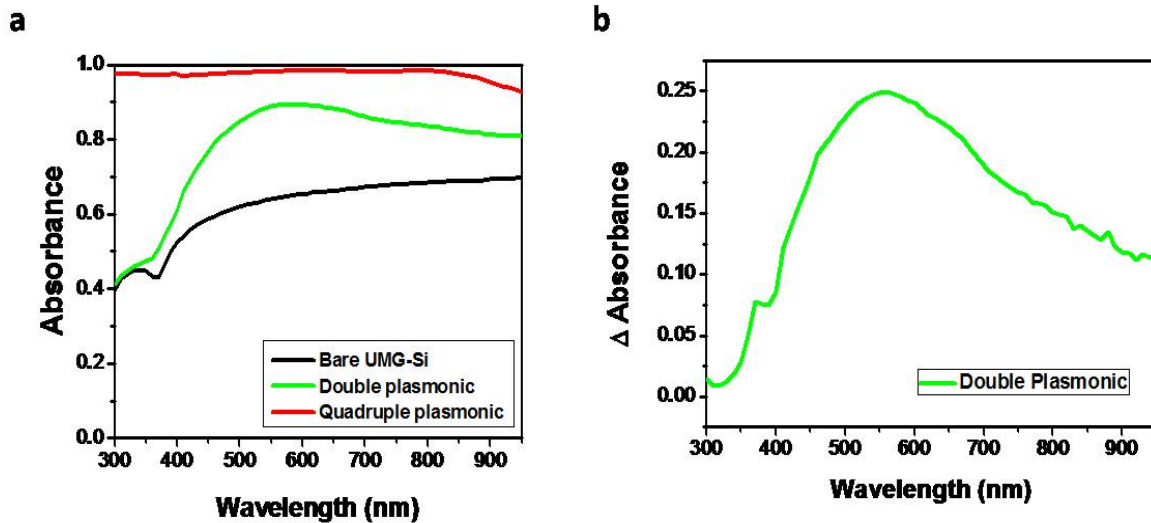 a
1.0
0.8
0.6
0.4
0.2
0.0
Absorbance
300 400 500 600 700 800 900
Wavelength (nm)
Bare UMG-Si
Double plasmonic
Quadruple plasmonic
b
0.25
0.20
0.15
0.10
0.05
0.00
Δ Absorbance
300 400 500 600 700 800 900
Wavelength (nm)
Double Plasmonic